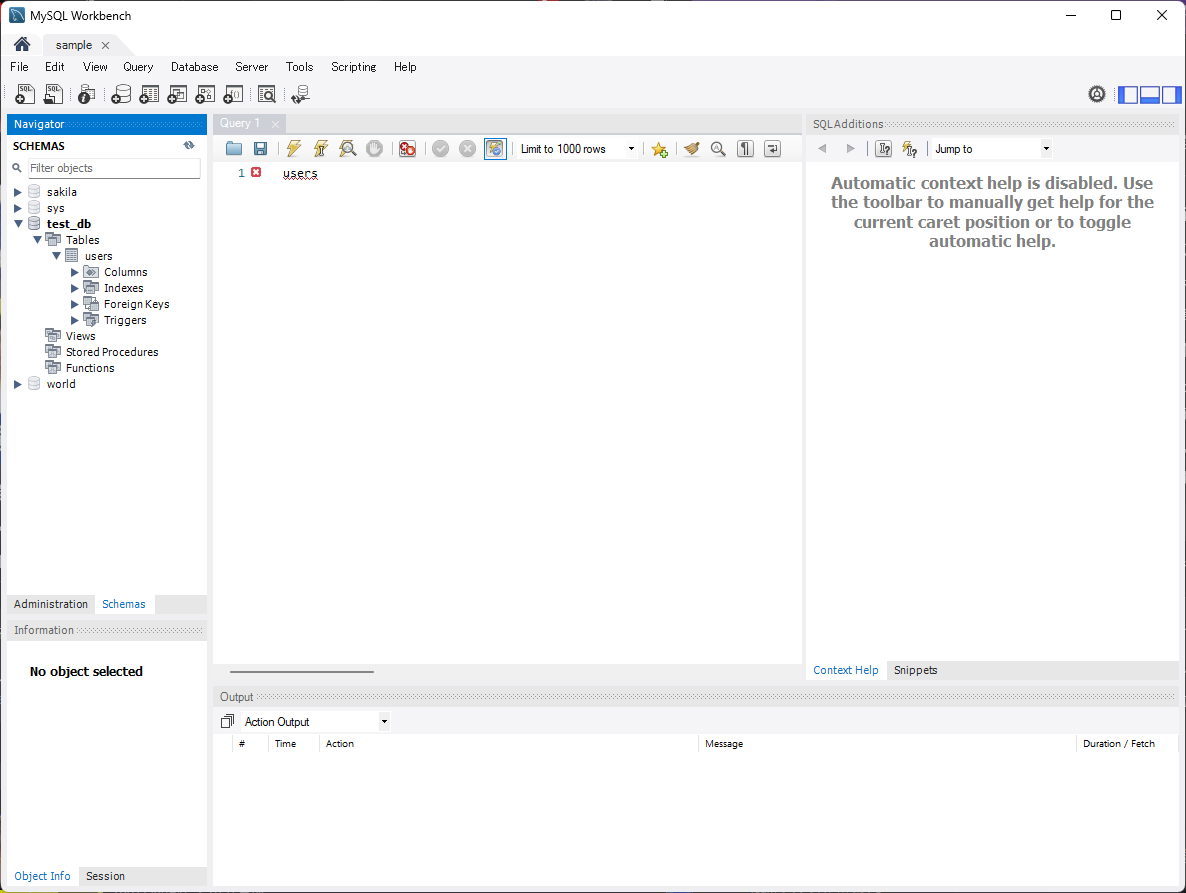 MySQL Workbench
sample
File Edit View Query Database Server Tools Scripting Help
SQL SQL
Navigator
SCHEMAS
Filter objects
sakila
sys
test_db
Tables
users
Columns
Indexes
Foreign Keys
Triggers
Views
Stored Procedures
Functions
world
Administration Schemas
Information
No object selected
Object Info Session
Query 1
Limit to 1000 rows
1 users
SQLAdditions
Jump to
Automatic context help is disabled. Use
the toolbar to manually get help for the
current caret position or to toggle
automatic help.
Context Help Snippets
Output
Action Output
# Time Action Message Duration / Fetch